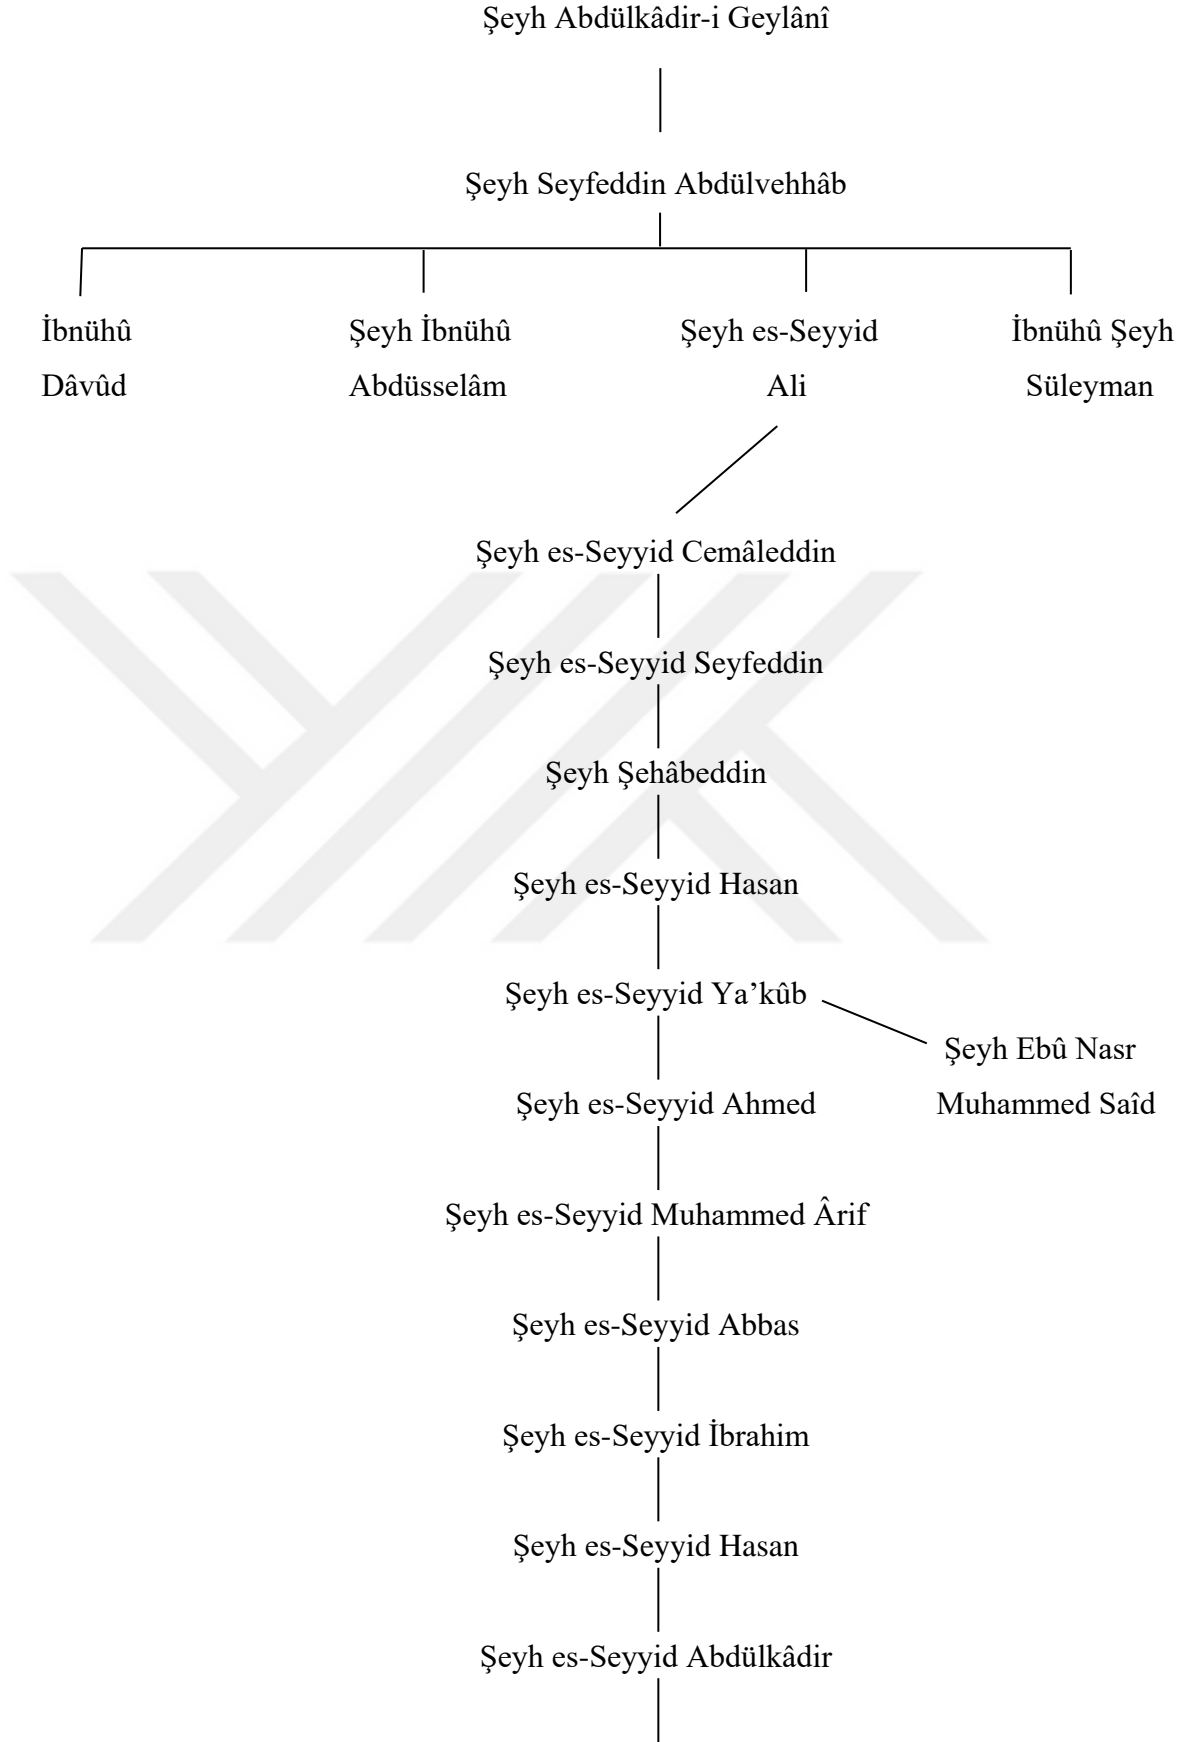 Şeyh Abdülkâdir-i Geylânî
Şeyh Seyfeddin Abdülvehhâb
İbnühû
Dâvûd
Şeyh İbnühû
Abdüsselâm
Şeyh es-Seyyid
Ali
İbnühû Şeyh
Süleyman
Şeyh es-Seyyid Cemâleddin
Şeyh es-Seyyid Seyfeddin
Şeyh Şehâbeddin
Şeyh es-Seyyid Hasan
Şeyh es-Seyyid Ya’kûb
Şeyh Ebû Nasr
Muhammed Saîd
Şeyh es-Seyyid Ahmed
Şeyh es-Seyyid Muhammed Ârif
Şeyh es-Seyyid Abbas
Şeyh es-Seyyid İbrahim
Şeyh es-Seyyid Hasan
Şeyh es-Seyyid Abdülkâdir